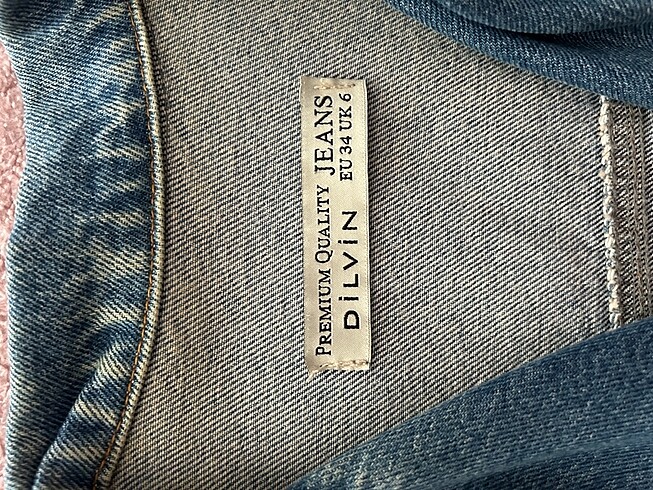 PREMIUM QUALITY JEANS
DİLVİN EU 34 UK 6